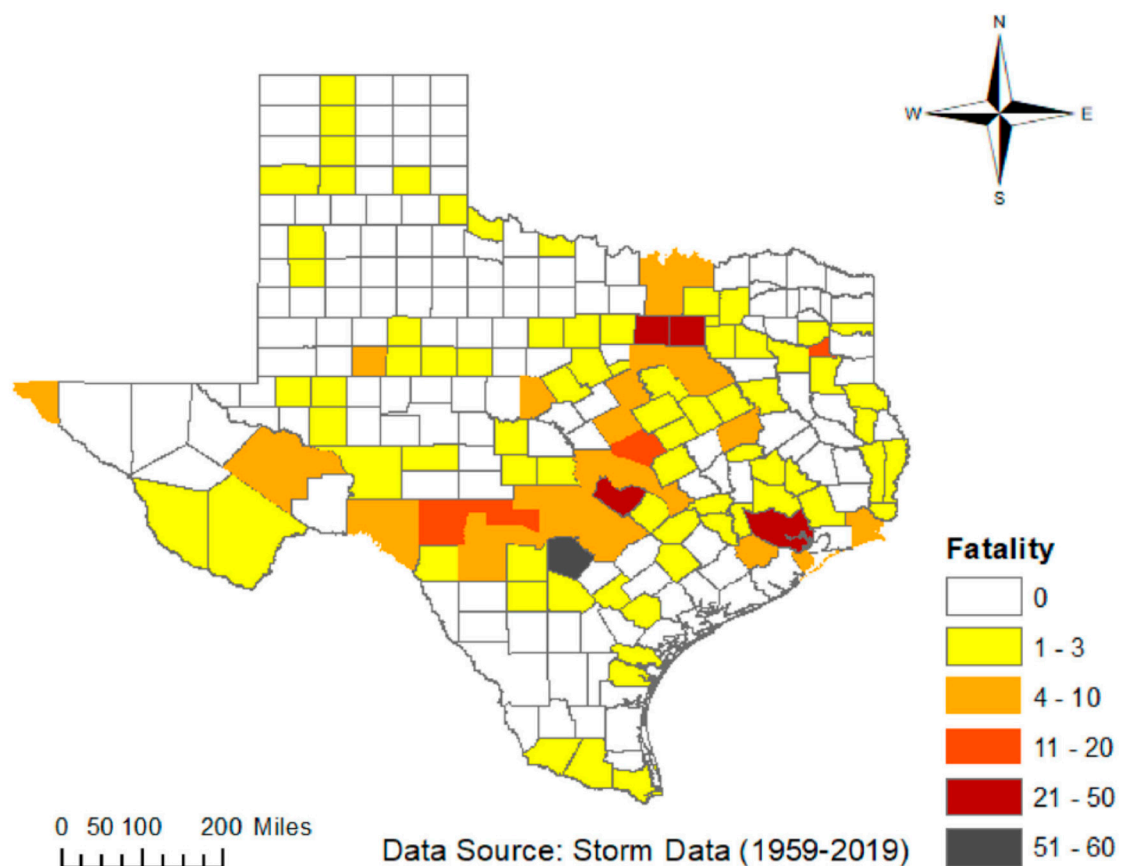 N
W E
S
Fatality
0
1 - 3
4 - 10
11 - 20
21 - 50
51 - 60
0 50 100 200 Miles
Data Source: Storm Data (1959-2019)